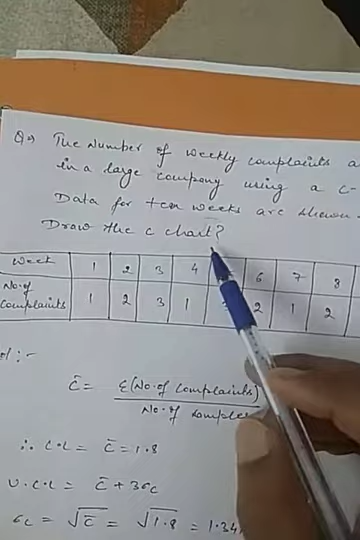 Q→ The Number of weekly complaints a
in a large company using a c-
Data for ten weeks are shown.
Draw the c chart?
Week 1 2 3 4 6 7 8
No. of Complaints 1 2 3 1 2 1 2
:-
C̄ = Σ(No. of Complaints) / No. of samples
∴ C.L = C̄ = 1.8
U.C.L = C̄ + 3σc
σc = √C̄ = √1.8 = 1.34